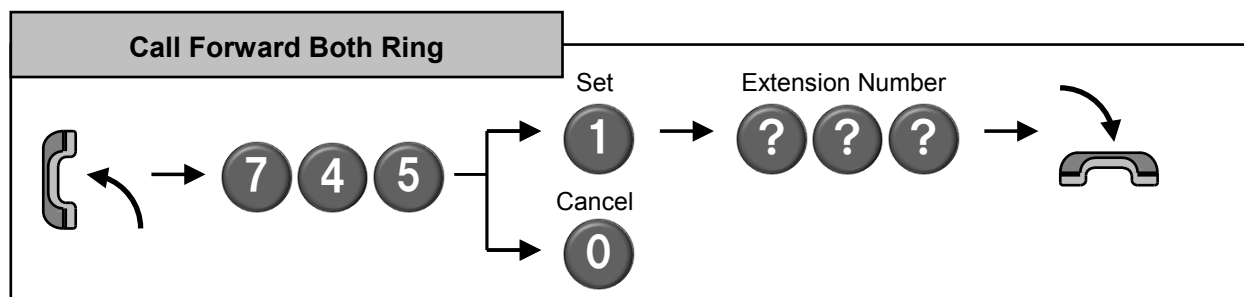 Call Forward Both Ring
Set Extension Number
7 4 5 1 ? ? ?
Cancel
0